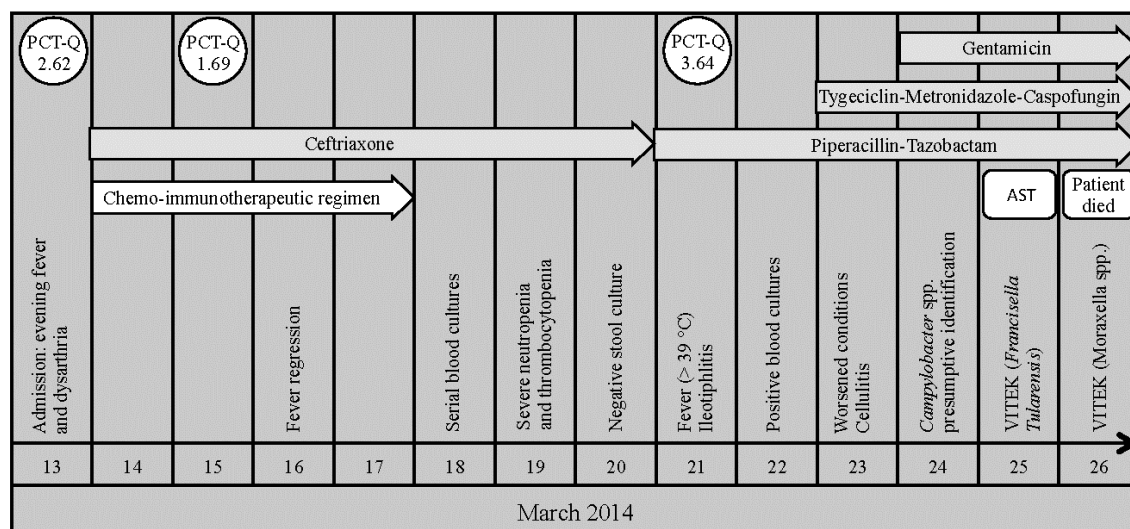 PCT-Q
2.62
PCT-Q
1.69
PCT-Q
3.64
Gentamicin
Tygeciclin-Metronidazole-Caspofungin
Ceftriaxone
Piperacillin-Tazobactam
Chemo-immunotherapeutic regimen
AST
Patient
died
Admission: evening fever
and dysarthria
Fever regression
Serial blood cultures
Severe neutropenia
and thrombocytopenia
Negative stool culture
Fever (> 39 °C)
Ileotiphlitis
Positive blood cultures
Worsened conditions
Cellulitis
Campylobacter spp.
presumptive identification
VITEK (Francisella
Tularensis)
VITEK (Moraxella spp.)
13 14 15 16 17 18 19 20 21 22 23 24 25 26
March 2014